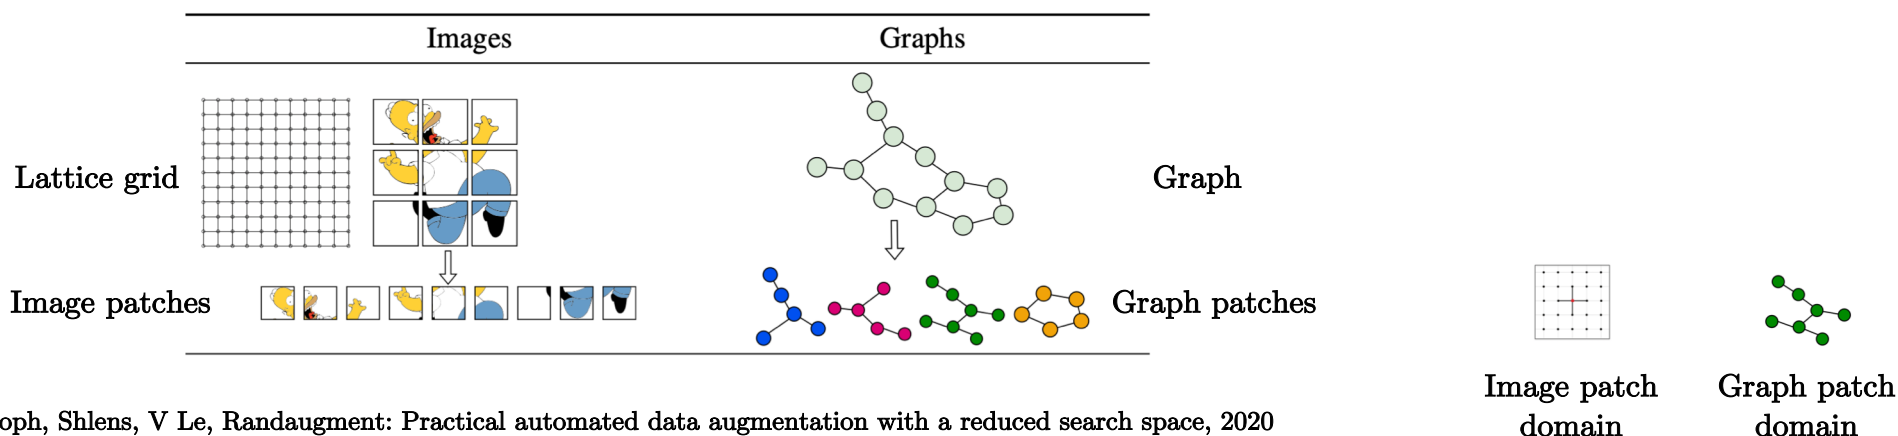 Images
Graphs
Lattice grid
Graph
Image patches
Graph patches
Image patch
domain
Graph patch
domain
oph, Shlens, V Le, Randaugment: Practical automated data augmentation with a reduced search space, 2020